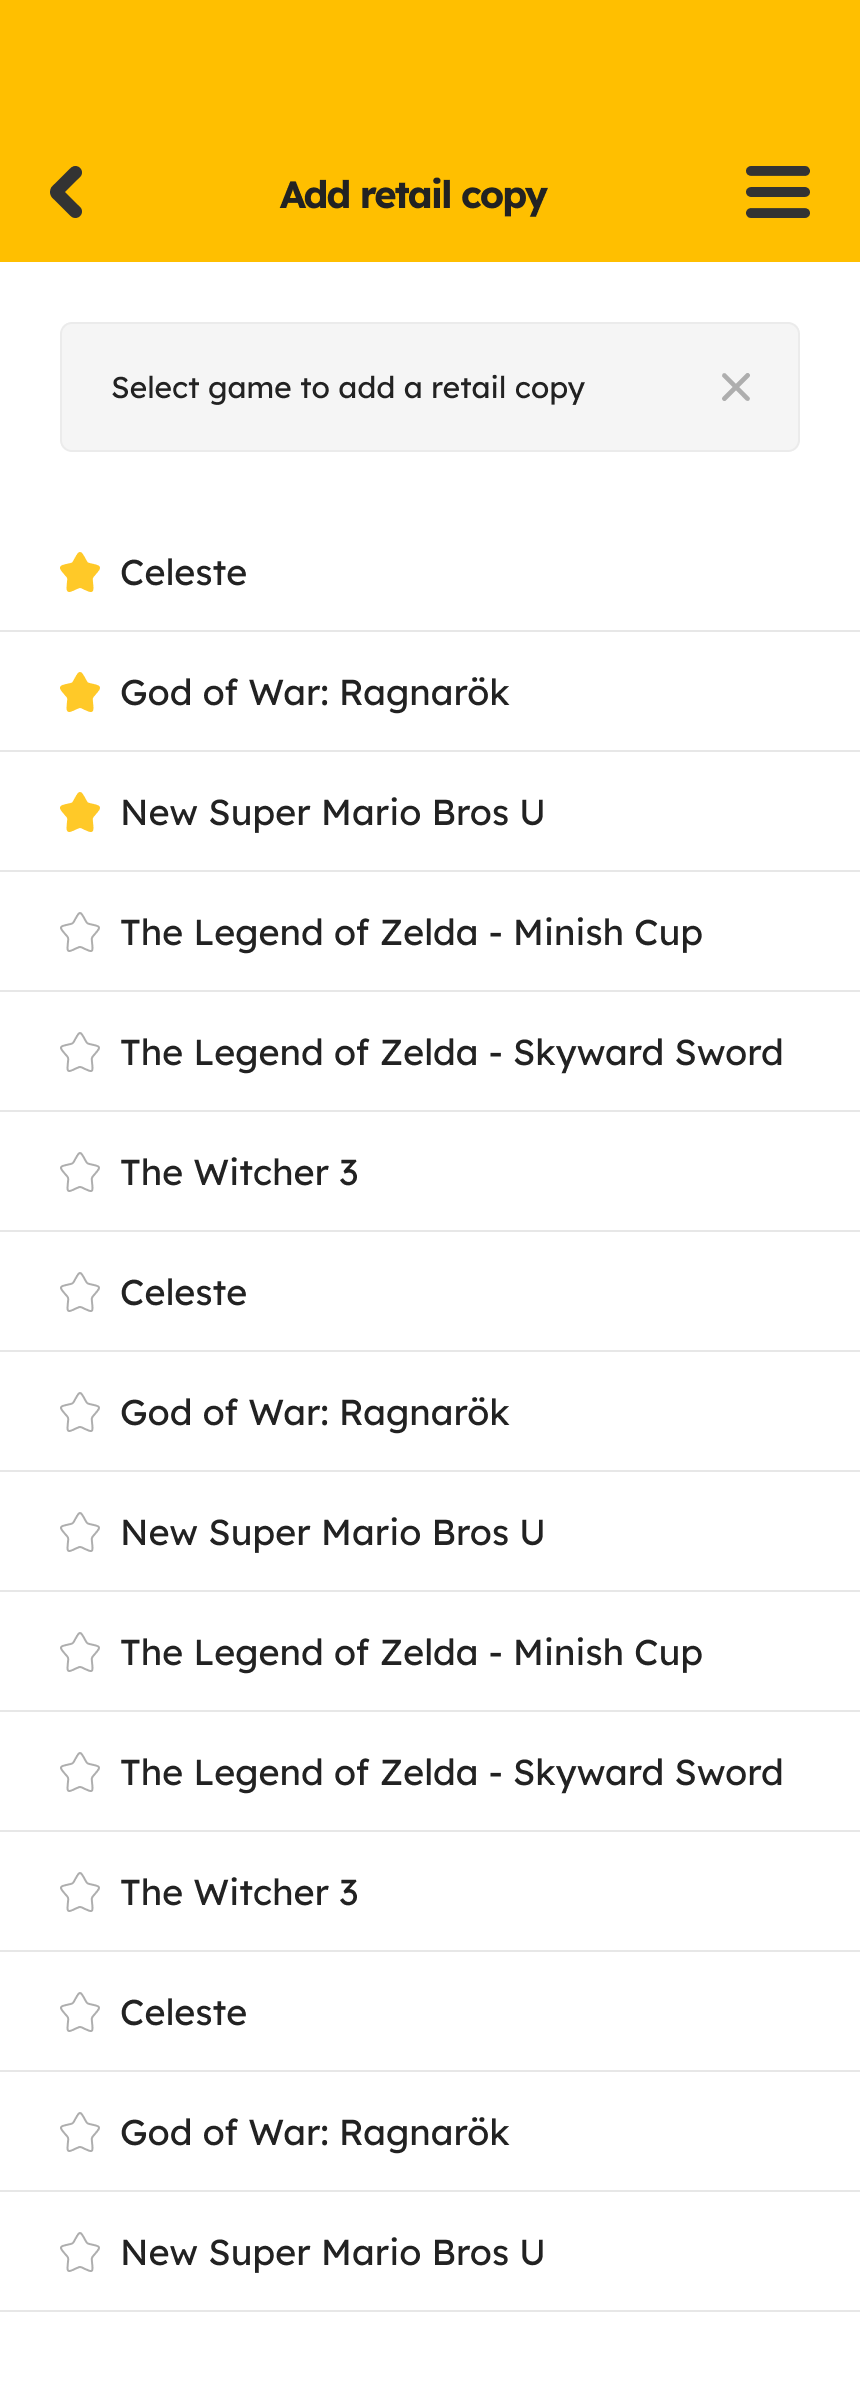 Add retail copy
Select game to add a retail copy
Celeste
God of War: Ragnarök
New Super Mario Bros U
The Legend of Zelda - Minish Cup
The Legend of Zelda - Skyward Sword
The Witcher 3
Celeste
God of War: Ragnarök
New Super Mario Bros U
The Legend of Zelda - Minish Cup
The Legend of Zelda - Skyward Sword
The Witcher 3
Celeste
God of War: Ragnarök
New Super Mario Bros U